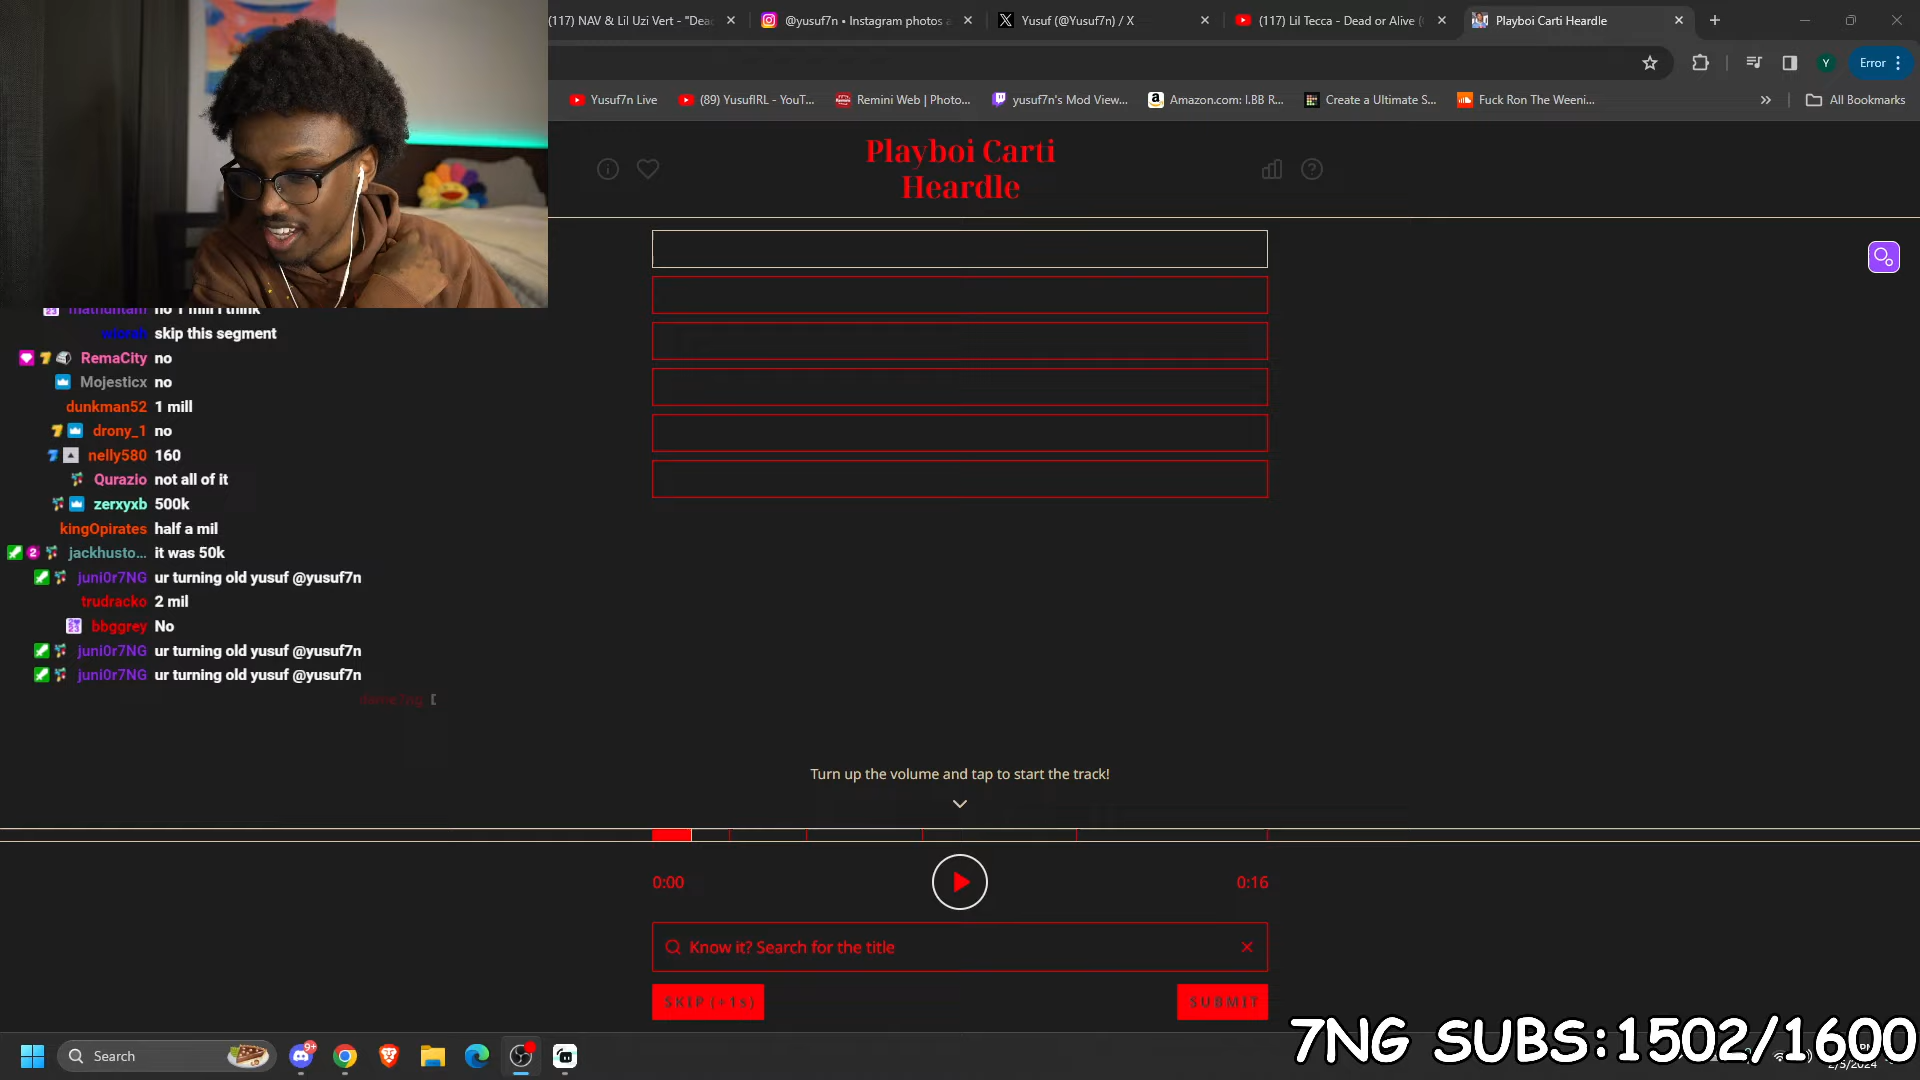 (117) NAV & Lil Uzi Vert - "Dea
@yusuf7n • Instagram photos a
Yusuf (@Yusuf7n) / X
(117) Lil Tecca - Dead or Alive (
Playboi Carti Heardle
Y
Error
Yusuf7n Live
(89) YusufIRL - YouT...
Remini Web | Photo...
yusuf7n's Mod View...
Amazon.com: I.BB R...
Create a Ultimate S...
Fuck Ron The Weeni...
All Bookmarks
Playboi Carti
Heardle
no 1 mill i think
skip this segment
RemaCity no
Mojesticx no
dunkman52 1 mill
drony_1 no
nelly580 160
Qurazio not all of it
zerxyxb 500k
kingOpirates half a mil
jackhusto... it was 50k
juni0r7NG ur turning old yusuf @yusuf7n
trudracko 2 mil
bbggrey No
juni0r7NG ur turning old yusuf @yusuf7n
juni0r7NG ur turning old yusuf @yusuf7n
Turn up the volume and tap to start the track!
0:00
0:16
Know it? Search for the title
SKIP (+1s)
SUBMIT
Search
9+
7NG SUBS:1502/1600